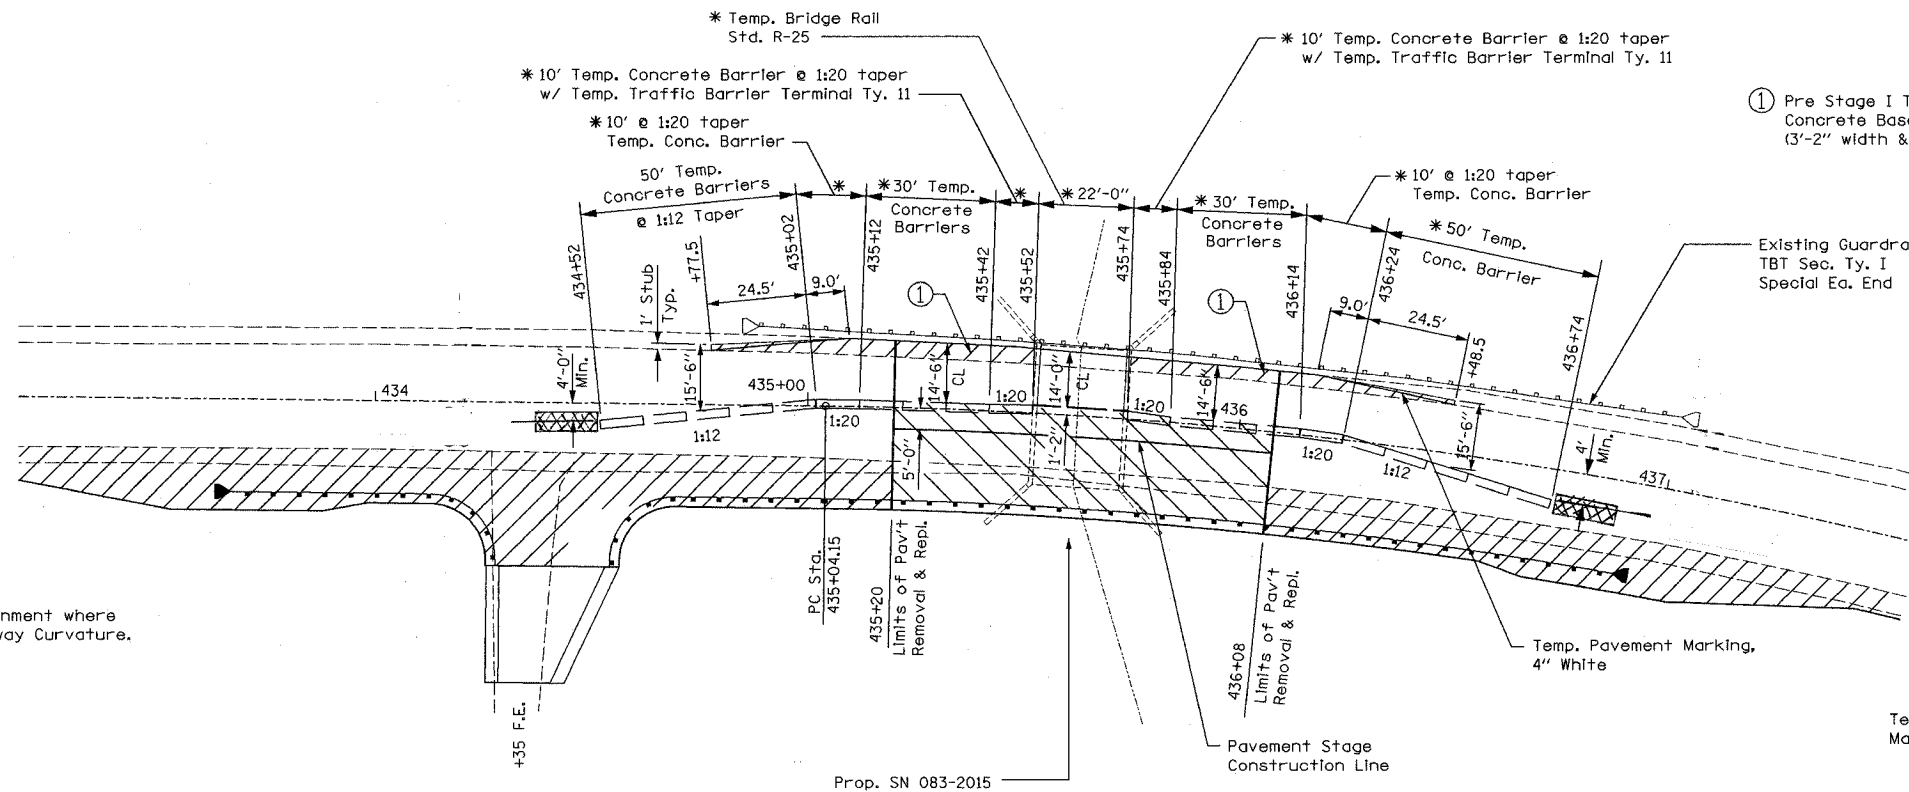 * Temp. Bridge Rail
Std. R-25
* 10' Temp. Concrete Barrier @ 1:20 taper
w/ Temp. Traffic Barrier Terminal Ty. 11
* 10' Temp. Concrete Barrier @ 1:20 taper
w/ Temp. Traffic Barrier Terminal Ty. 11
* 10' @ 1:20 taper
Temp. Conc. Barrier
1 Pre Stage I T
Concrete Bas
(3'-2" width &
50' Temp.
Concrete Barriers
@ 1:12 Taper
*
* 30' Temp.
Concrete
Barriers
*
* 22'-0"
* 30' Temp.
Concrete
Barriers
* 10' @ 1:20 taper
Temp. Conc. Barrier
* 50' Temp.
Conc. Barrier
Existing Guardra
TBT Sec. Ty. I
Special Ea. End
434+52
+77.5
435+02
435+12
435+42
435+52
435+74
435+84
436+14
436+24
+48.5
436+74
1' Stub
Typ.
24.5'
9.0'
1
1
9.0'
24.5'
4'-0"
Min.
15'-6"
14'-6"
CL
14'-0"
CL
14'-6"
15'-6"
4'
Min.
434
435+00
436
437
1:12
1:20
1:20
1:20
1:20
1:12
5'-0"
1'-2"
PC Sta.
435+04.15
435+20
Limits of Pav't
Removal & Repl.
436+08
Limits of Pav't
Removal & Repl.
nment where
way Curvature.
+35 F.E.
Temp. Pavement Marking,
4" White
Pavement Stage
Construction Line
Prop. SN 083-2015
Te
Ma